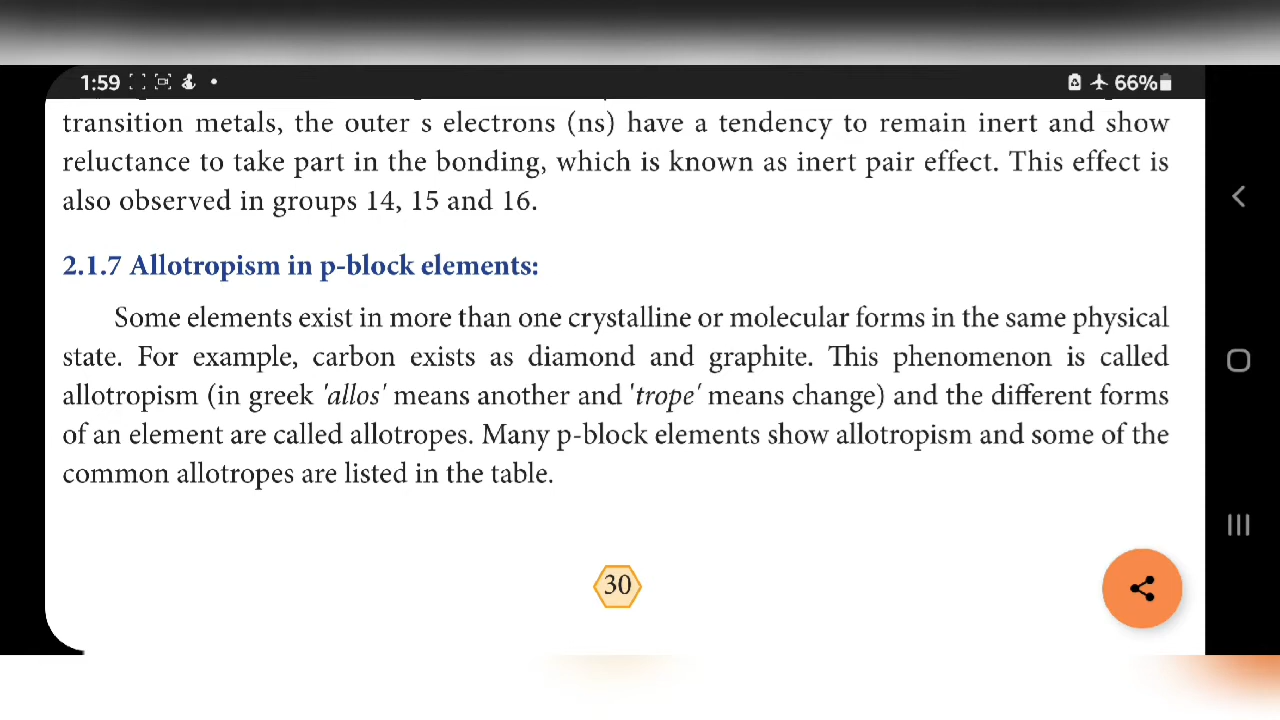 1:59
66%
transition metals, the outer s electrons (ns) have a tendency to remain inert and show
reluctance to take part in the bonding, which is known as inert pair effect. This effect is
also observed in groups 14, 15 and 16.
2.1.7 Allotropism in p-block elements:
Some elements exist in more than one crystalline or molecular forms in the same physical
state. For example, carbon exists as diamond and graphite. This phenomenon is called
allotropism (in greek 'allos' means another and 'trope' means change) and the different forms
of an element are called allotropes. Many p-block elements show allotropism and some of the
common allotropes are listed in the table.
30